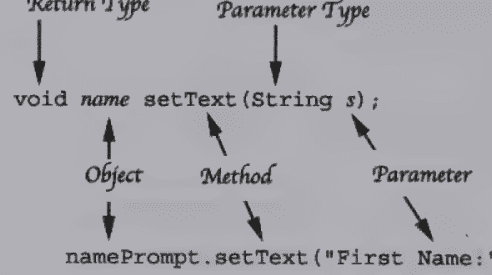 Return Type Parameter Type
void name setText(String s);
Object Method Parameter
namePrompt.setText("First Name:"